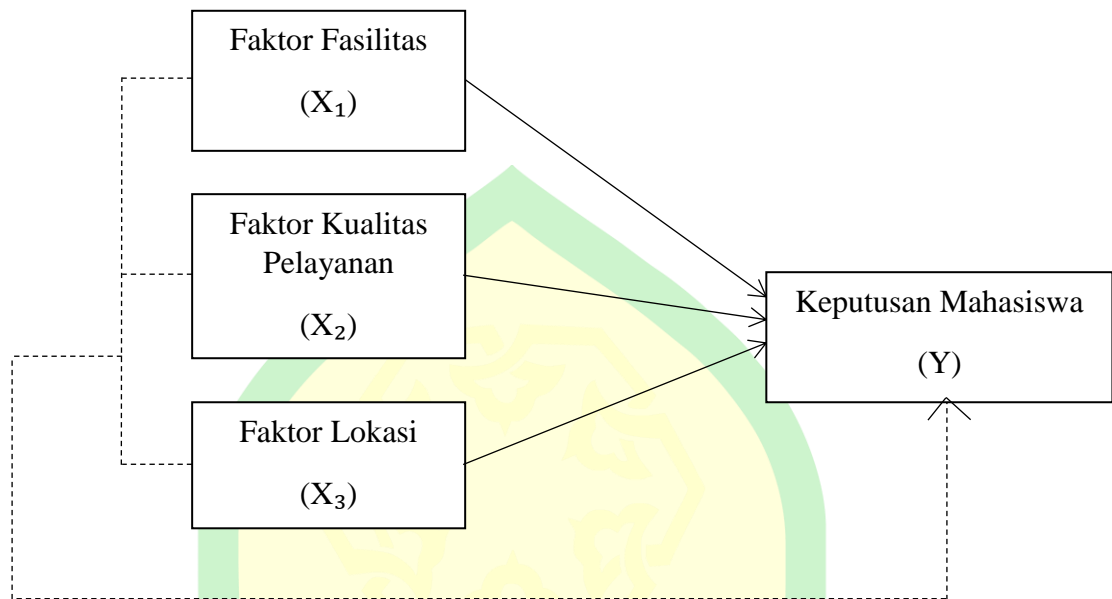 Faktor Fasilitas
(X₁)
Faktor Kualitas
Pelayanan
(X₂)
Faktor Lokasi
(X₃)
Keputusan Mahasiswa
(Y)